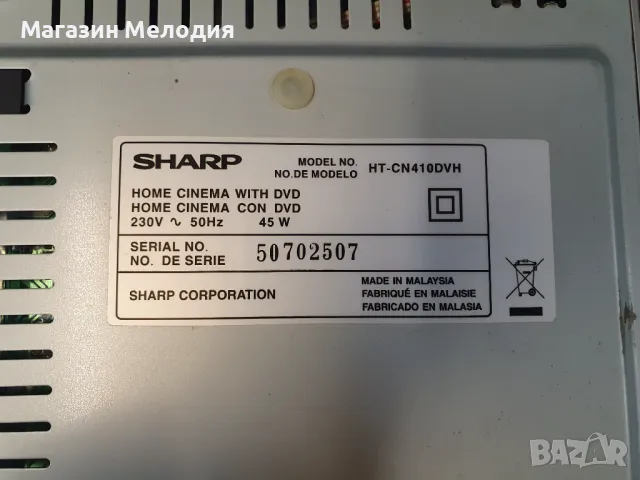 Магазин Мелодия
SHARP
MODEL NO.
NO.DE MODELO
HT-CN410DVH
HOME CINEMA WITH DVD
HOME CINEMA CON DVD
230V ∿ 50Hz 45 W
SERIAL NO.
NO. DE SERIE
50702507
SHARP CORPORATION
MADE IN MALAYSIA
FABRIQUÉ EN MALAISIE
FABRICADO EN MALASIA
BAZAR
bg